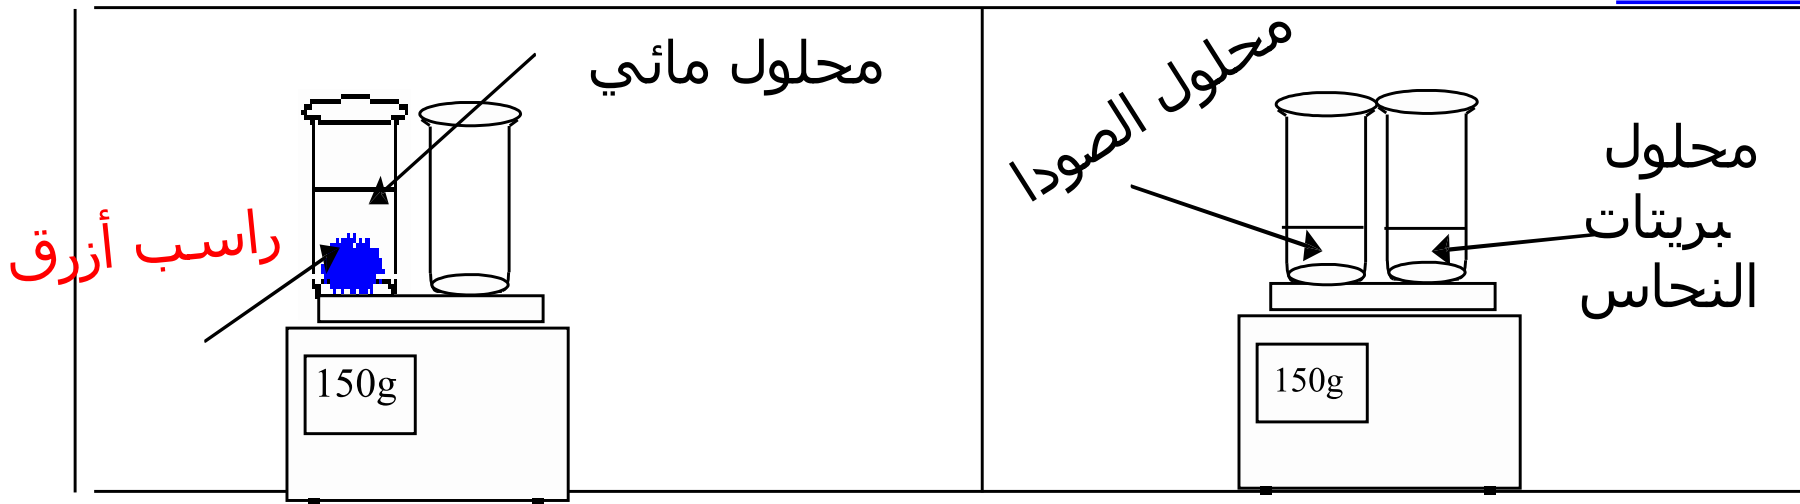 محلول الصودا
محلول
بريتات
النحاس
150g
محلول مائي
راسب أزرق
150g